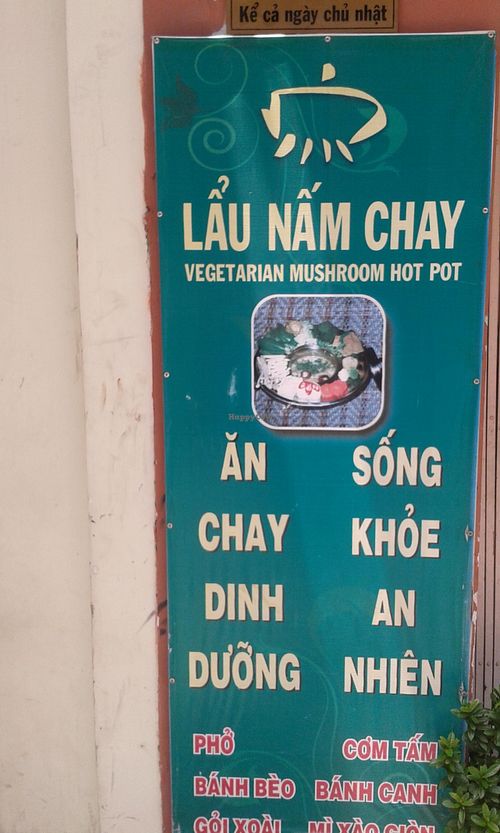 Kể cả ngày chủ nhật
LẨU NẤM CHAY
VEGETARIAN MUSHROOM HOT POT
ĂN SỐNG
CHAY KHỎE
DINH AN
DƯỠNG NHIÊN
PHỞ CƠM TẤM
BÁNH BÈO BÁNH CANH
GỎI XOÀI MÌ XÀO GIÒN